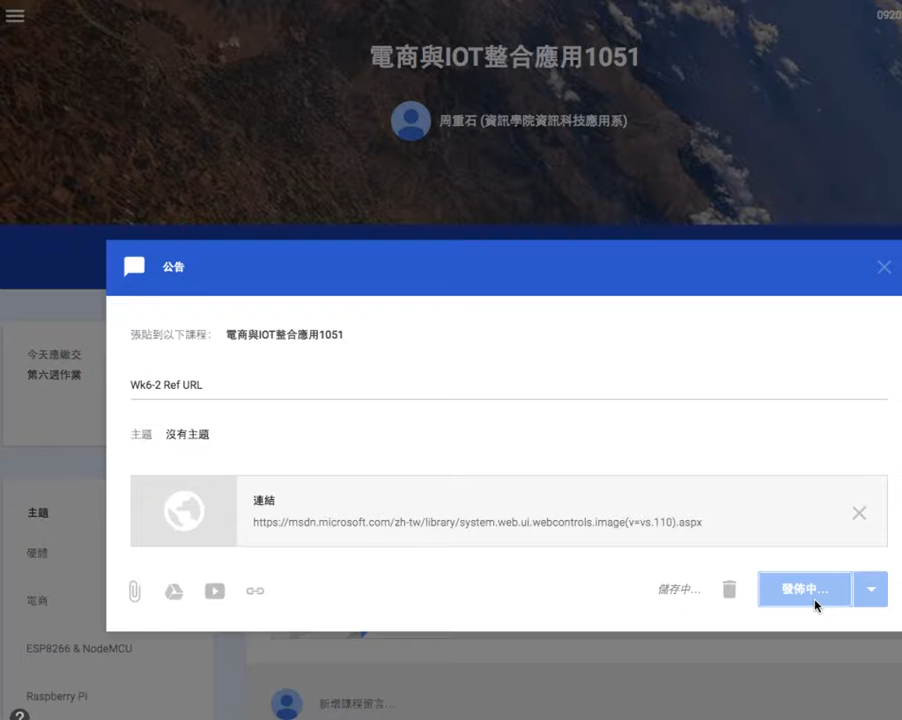 0920
電商與IOT整合應用1051
周重石 (資訊學院資訊科技應用系)
公告
張貼到以下課程： 電商與IOT整合應用1051
今天應繳交
第六週作業
Wk6-2 Ref URL
主題 沒有主題
連結
https://msdn.microsoft.com/zh-tw/library/system.web.ui.webcontrols.image(v=vs.110).aspx
主題
硬體
儲存中... 發佈中...
電商
ESP8266 & NodeMCU
Raspberry PI
新增課程留言...
?